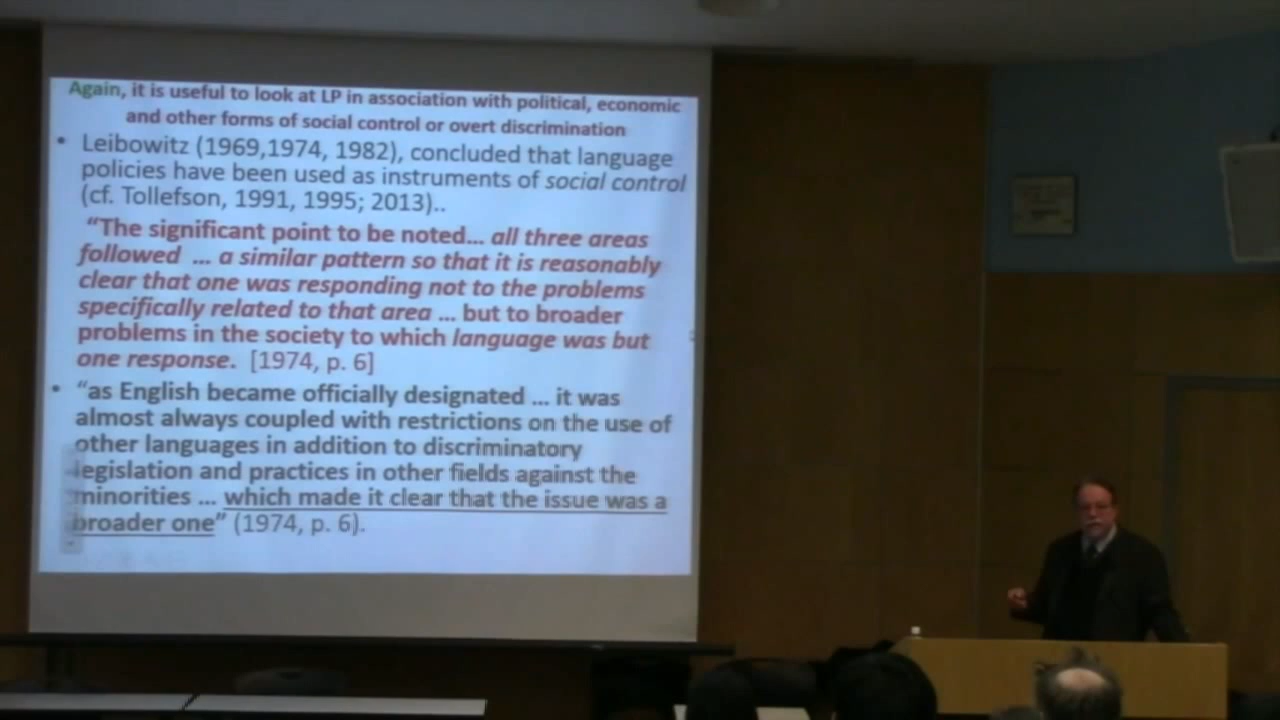 Again, it is useful to look at LP in association with political, economic
and other forms of social control or overt discrimination
• Leibowitz (1969,1974, 1982), concluded that language
policies have been used as instruments of social control
(cf. Tollefson, 1991, 1995; 2013)..
“The significant point to be noted... all three areas
followed ... a similar pattern so that it is reasonably
clear that one was responding not to the problems
specifically related to that area ... but to broader
problems in the society to which language was but
one response. [1974, p. 6]
• “as English became officially designated ... it was
almost always coupled with restrictions on the use of
other languages in addition to discriminatory
legislation and practices in other fields against the
minorities ... which made it clear that the issue was a
broader one” (1974, p. 6).